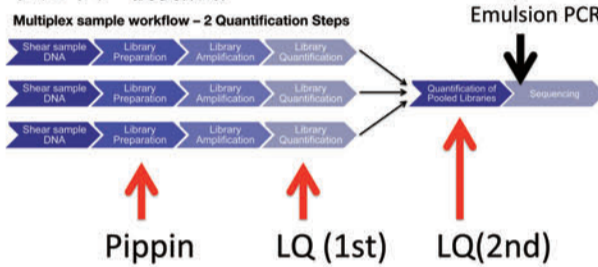 Emulsion PCR
Multiplex sample workflow – 2 Quantification Steps
Shear sample DNA
Library Preparation
Library Amplification
Library Quantification
Shear sample DNA
Library Preparation
Library Amplification
Library Quantification
Quantification of Pooled Libraries
Sequencing
Shear sample DNA
Library Preparation
Library Amplification
Library Quantification
Pippin
LQ (1st)
LQ(2nd)